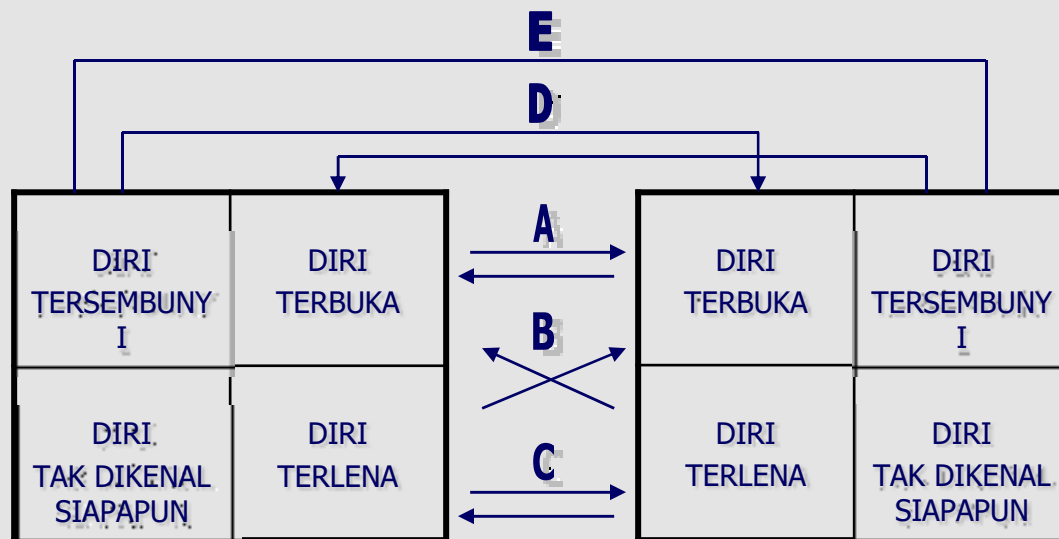 E
D
A
DIRI
TERSEMBUNY
I
DIRI
TERBUKA
DIRI
TERBUKA
DIRI
TERSEMBUNY
I
B
DIRI
TAK DIKENAL
SIAPAPUN
DIRI
TERLENA
C
DIRI
TERLENA
DIRI
TAK DIKENAL
SIAPAPUN